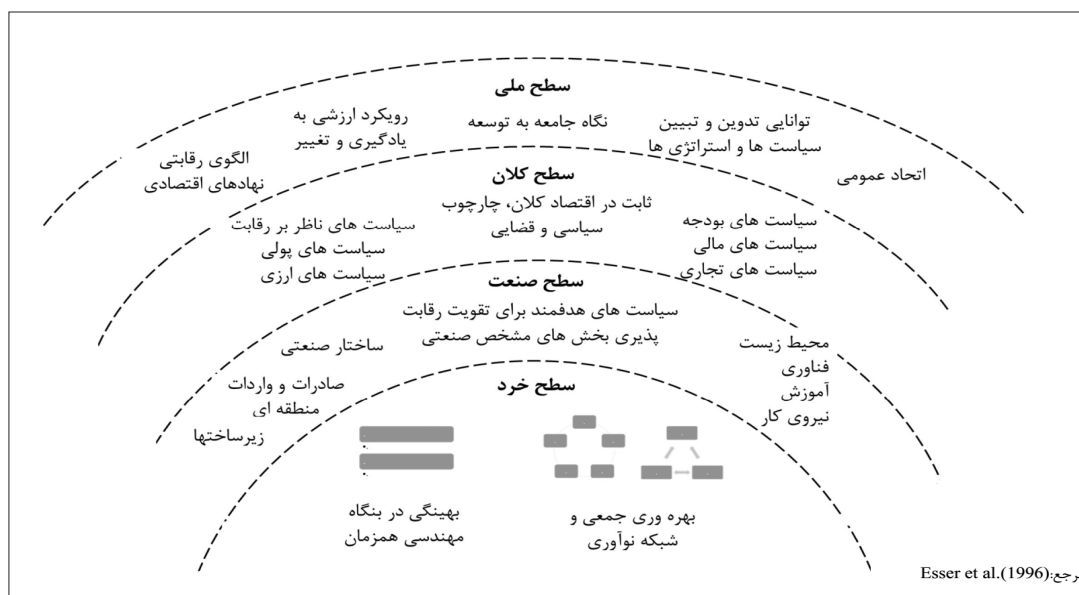 سطح ملی
توانایی تدوین و تبیین
سیاست ها و استراتژی ها
نگاه جامعه به توسعه
رویکرد ارزشی به
یادگیری و تغییر
الگوی رقابتی
نهادهای اقتصادی
اتحاد عمومی
سطح کلان
ثابت در اقتصاد کلان، چارچوب
سیاسی و قضایی
سیاست های بودجه
سیاست های مالی
سیاست های تجاری
سیاست های ناظر بر رقابت
سیاست های پولی
سیاست های ارزی
سطح صنعت
سیاست های هدفمند برای تقویت رقابت
پذیری بخش های مشخص صنعتی
محیط زیست
فناوری
آموزش
نیروی کار
ساختار صنعتی
صادرات و واردات
منطقه ای
زیرساختها
سطح خرد
بهره وری جمعی و
شبکه نوآوری
بهینگی در بنگاه
مهندسی همزمان
رجع:Esser et al.(1996)